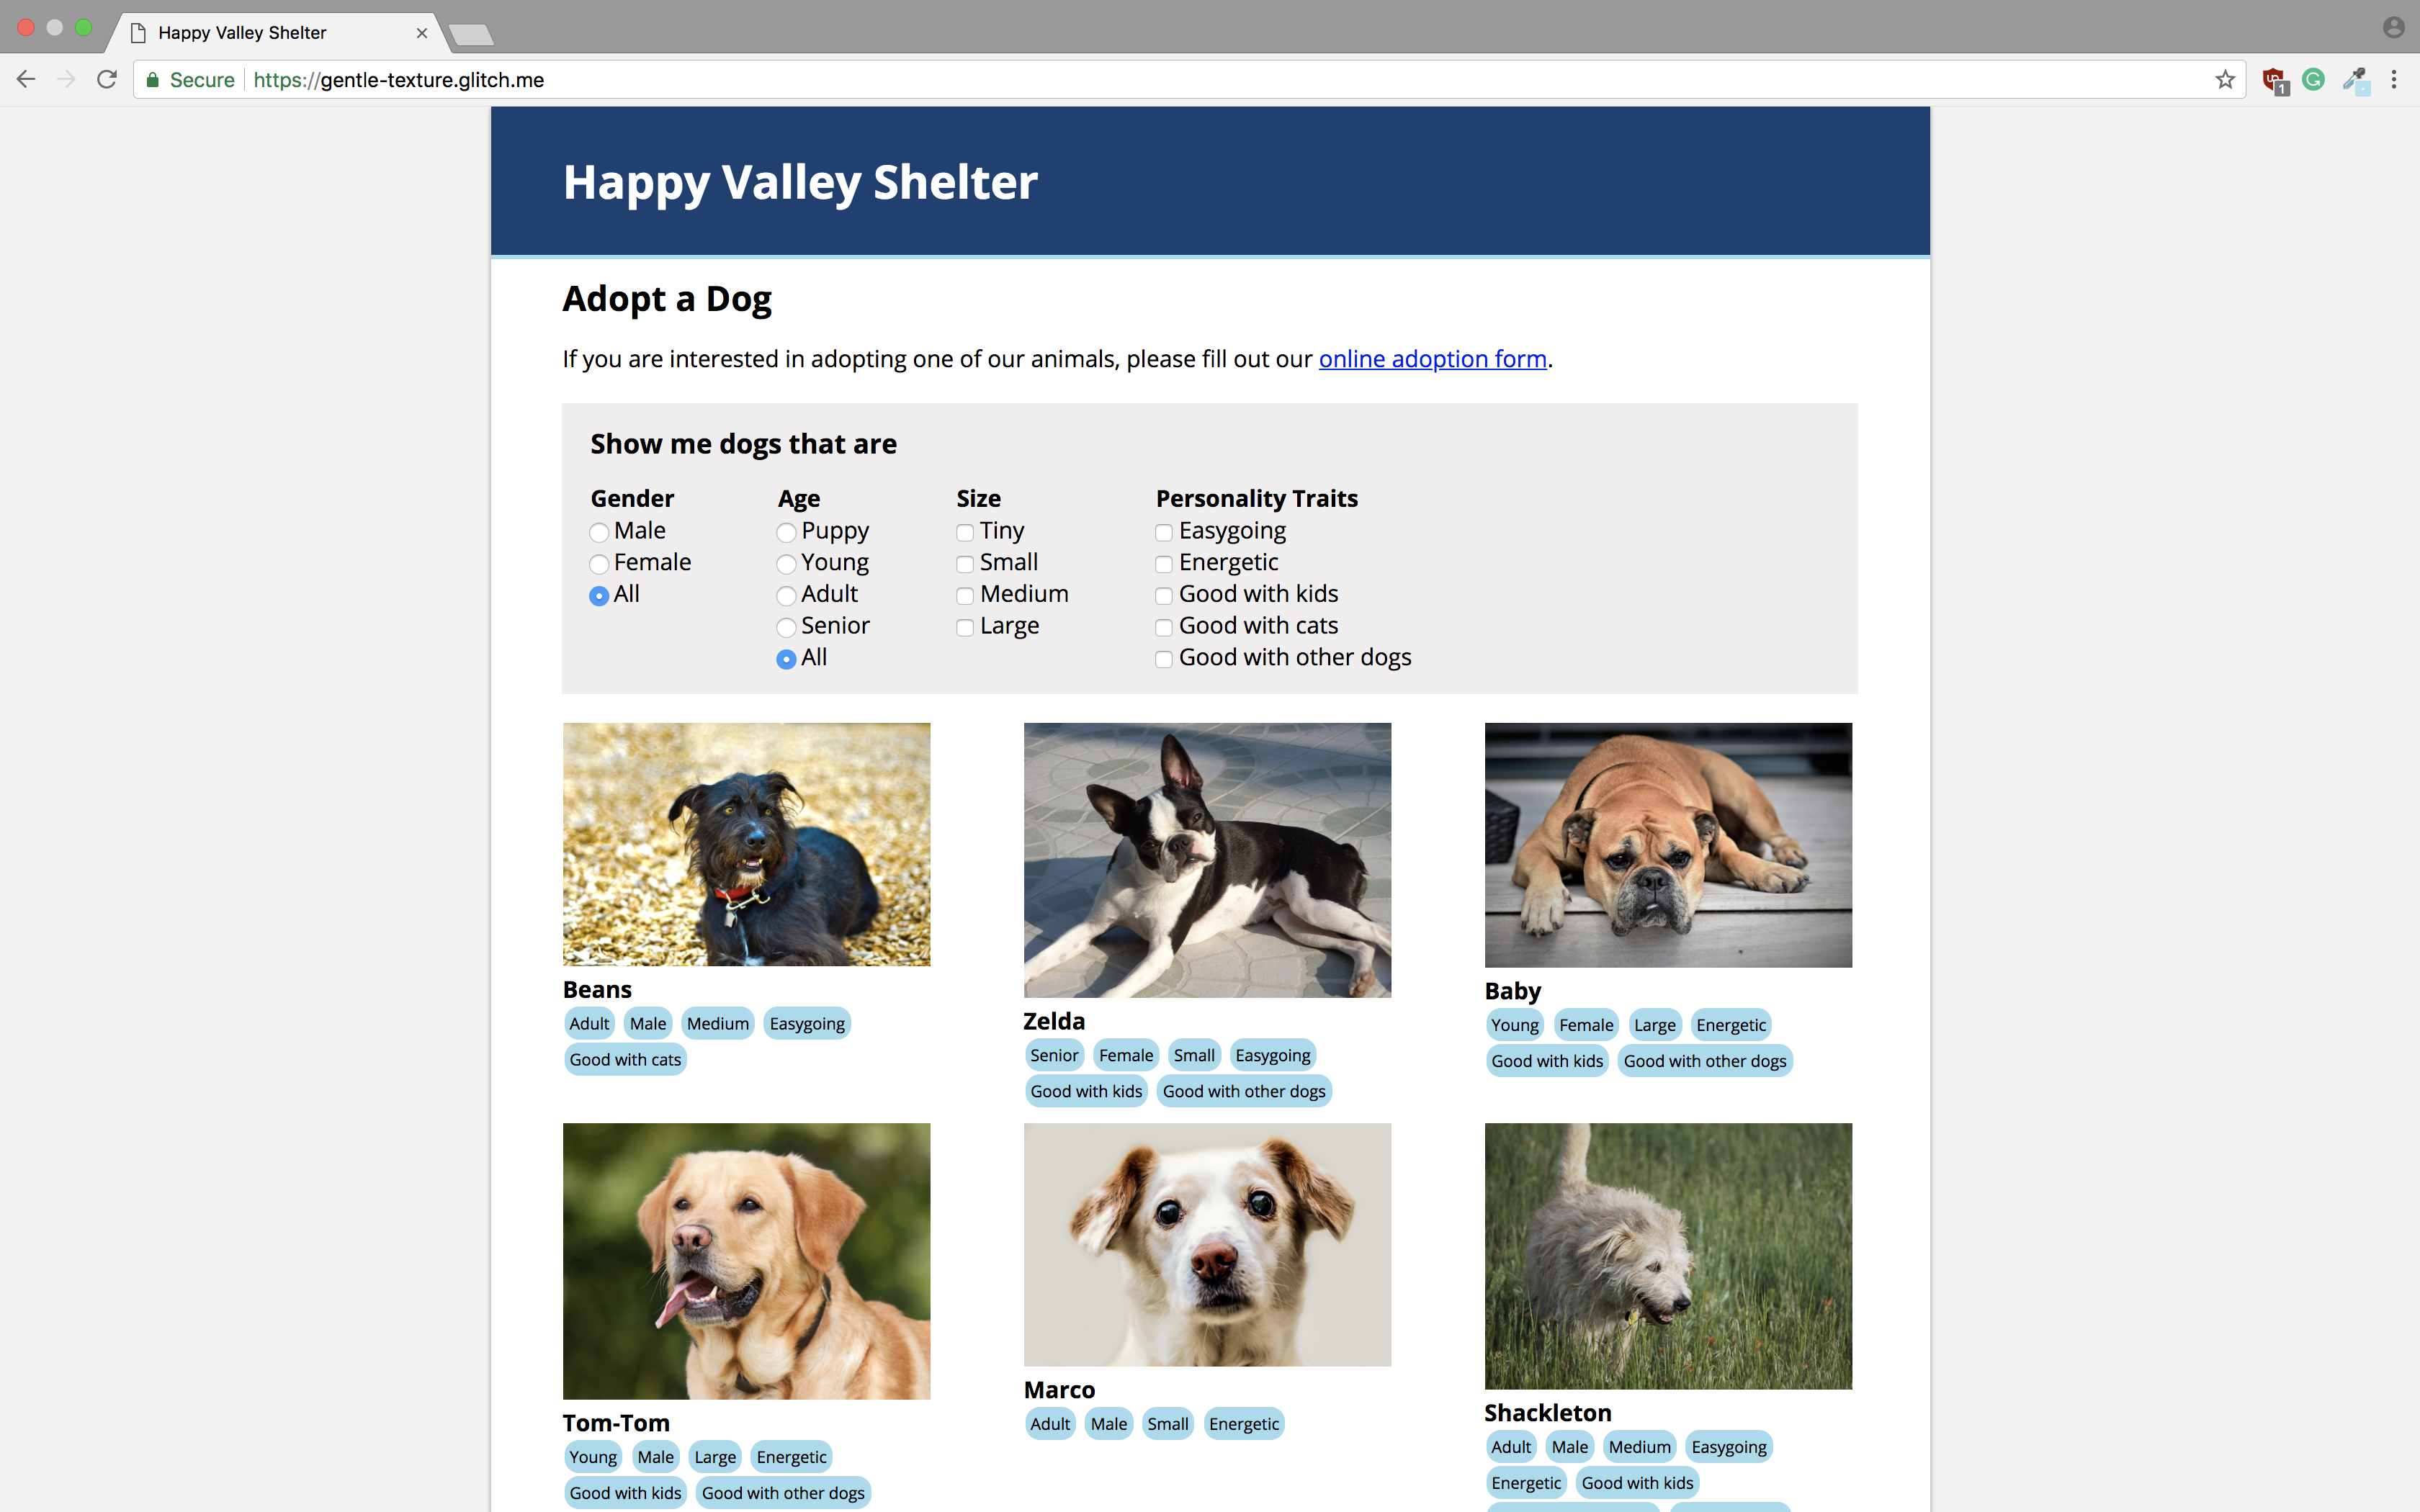 Happy Valley Shelter
Secure https://gentle-texture.glitch.me
1
Happy Valley Shelter
Adopt a Dog
If you are interested in adopting one of our animals, please fill out our online adoption form.
Show me dogs that are
Gender Age Size Personality Traits
Male Puppy Tiny Easygoing
Female Young Small Energetic
All Adult Medium Good with kids
Senior Large Good with cats
All Good with other dogs
Beans
Adult Male Medium Easygoing
Good with cats
Zelda
Senior Female Small Easygoing
Good with kids Good with other dogs
Baby
Young Female Large Energetic
Good with kids Good with other dogs
Tom-Tom
Young Male Large Energetic
Good with kids Good with other dogs
Marco
Adult Male Small Energetic
Shackleton
Adult Male Medium Easygoing
Energetic Good with kids